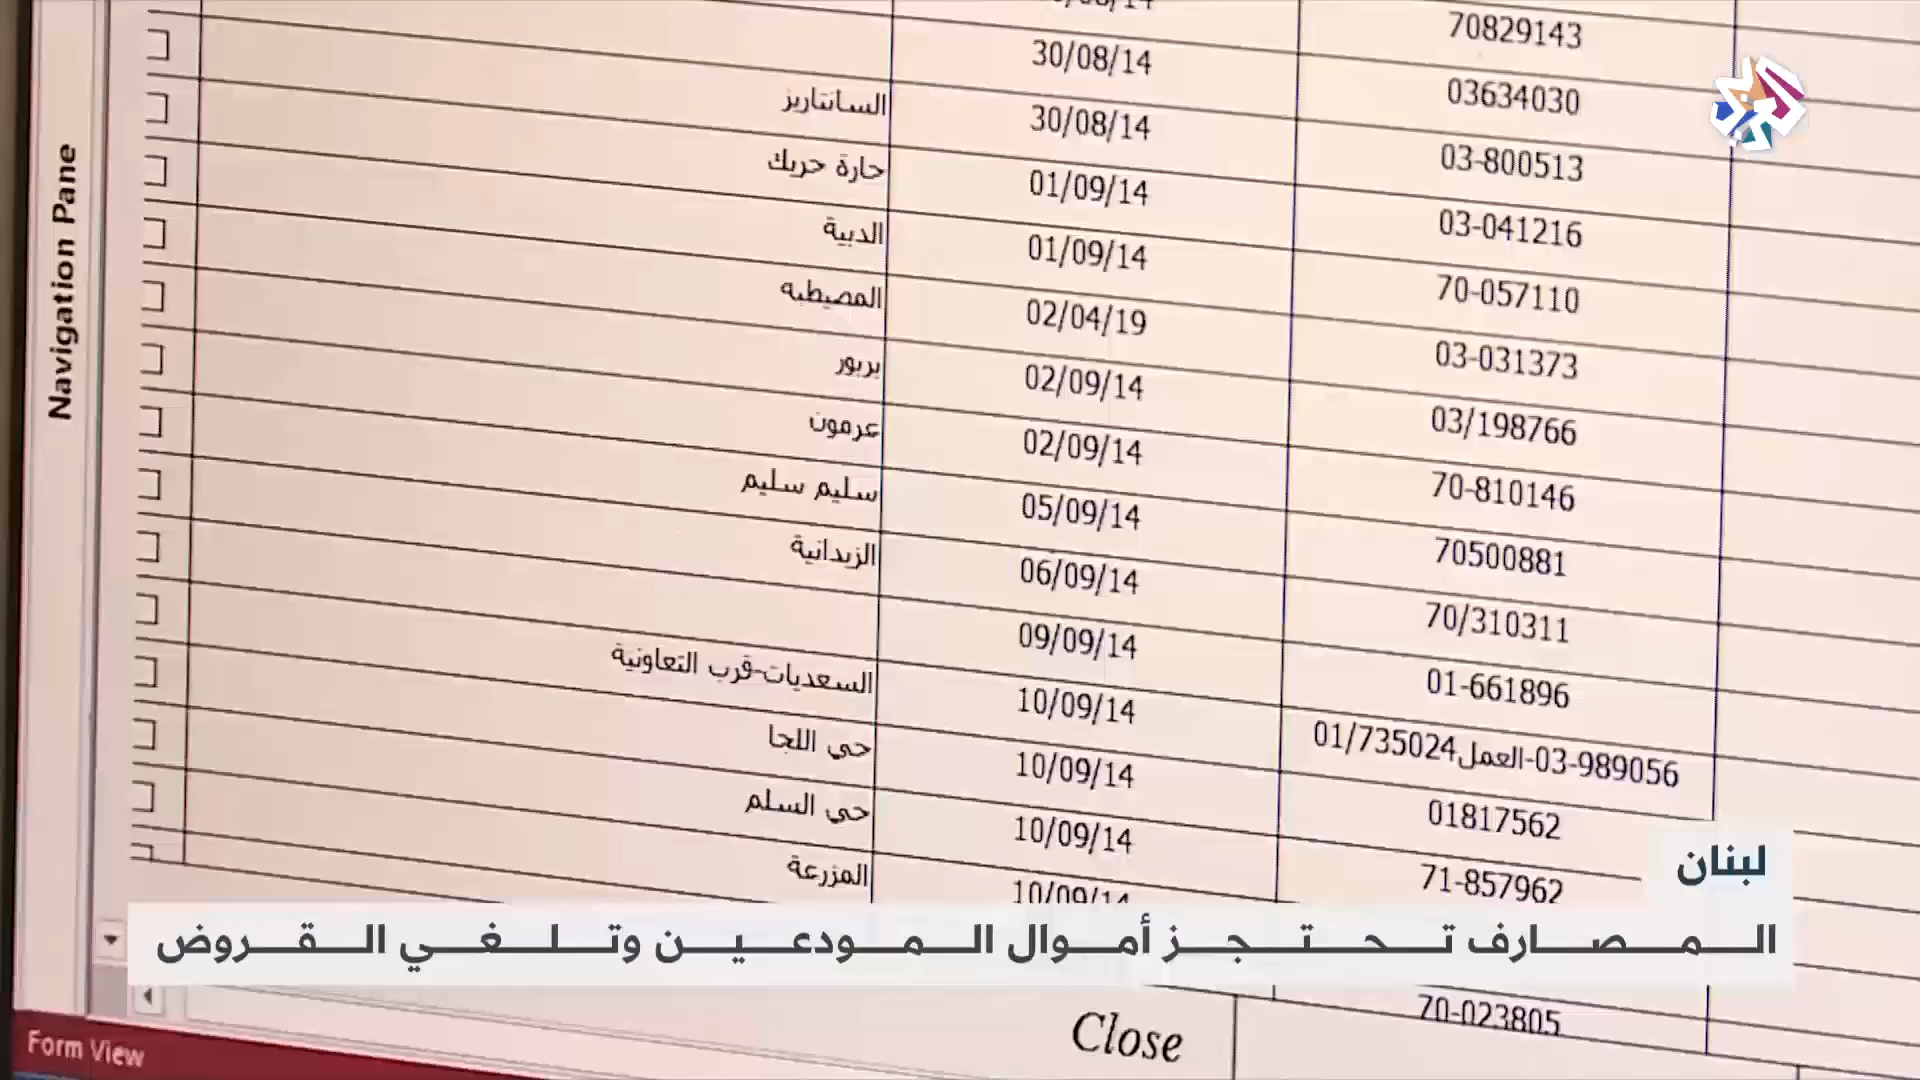 70829143
03634030 30/08/14
03-800513 30/08/14 السانتاريز
03-041216 01/09/14 حارة حريك
70-057110 01/09/14 الدبية
03-031373 02/04/19 المصيطبه
03/198766 02/09/14 بربور
70-810146 02/09/14 عرمون
70500881 05/09/14 سليم سليم
70/310311 06/09/14 الزيدانية
01-661896 09/09/14
03-989056-العمل01/735024 10/09/14 السعديات-قرب التعاونية
01817562 10/09/14 حي اللجا
71-857962 10/09/14 حي السلم
10/09/14 المزرعة
70-023805
Navigation Pane
لبنان
المصارف تحتجز أموال المودعين وتلغي القروض
Close
Form View